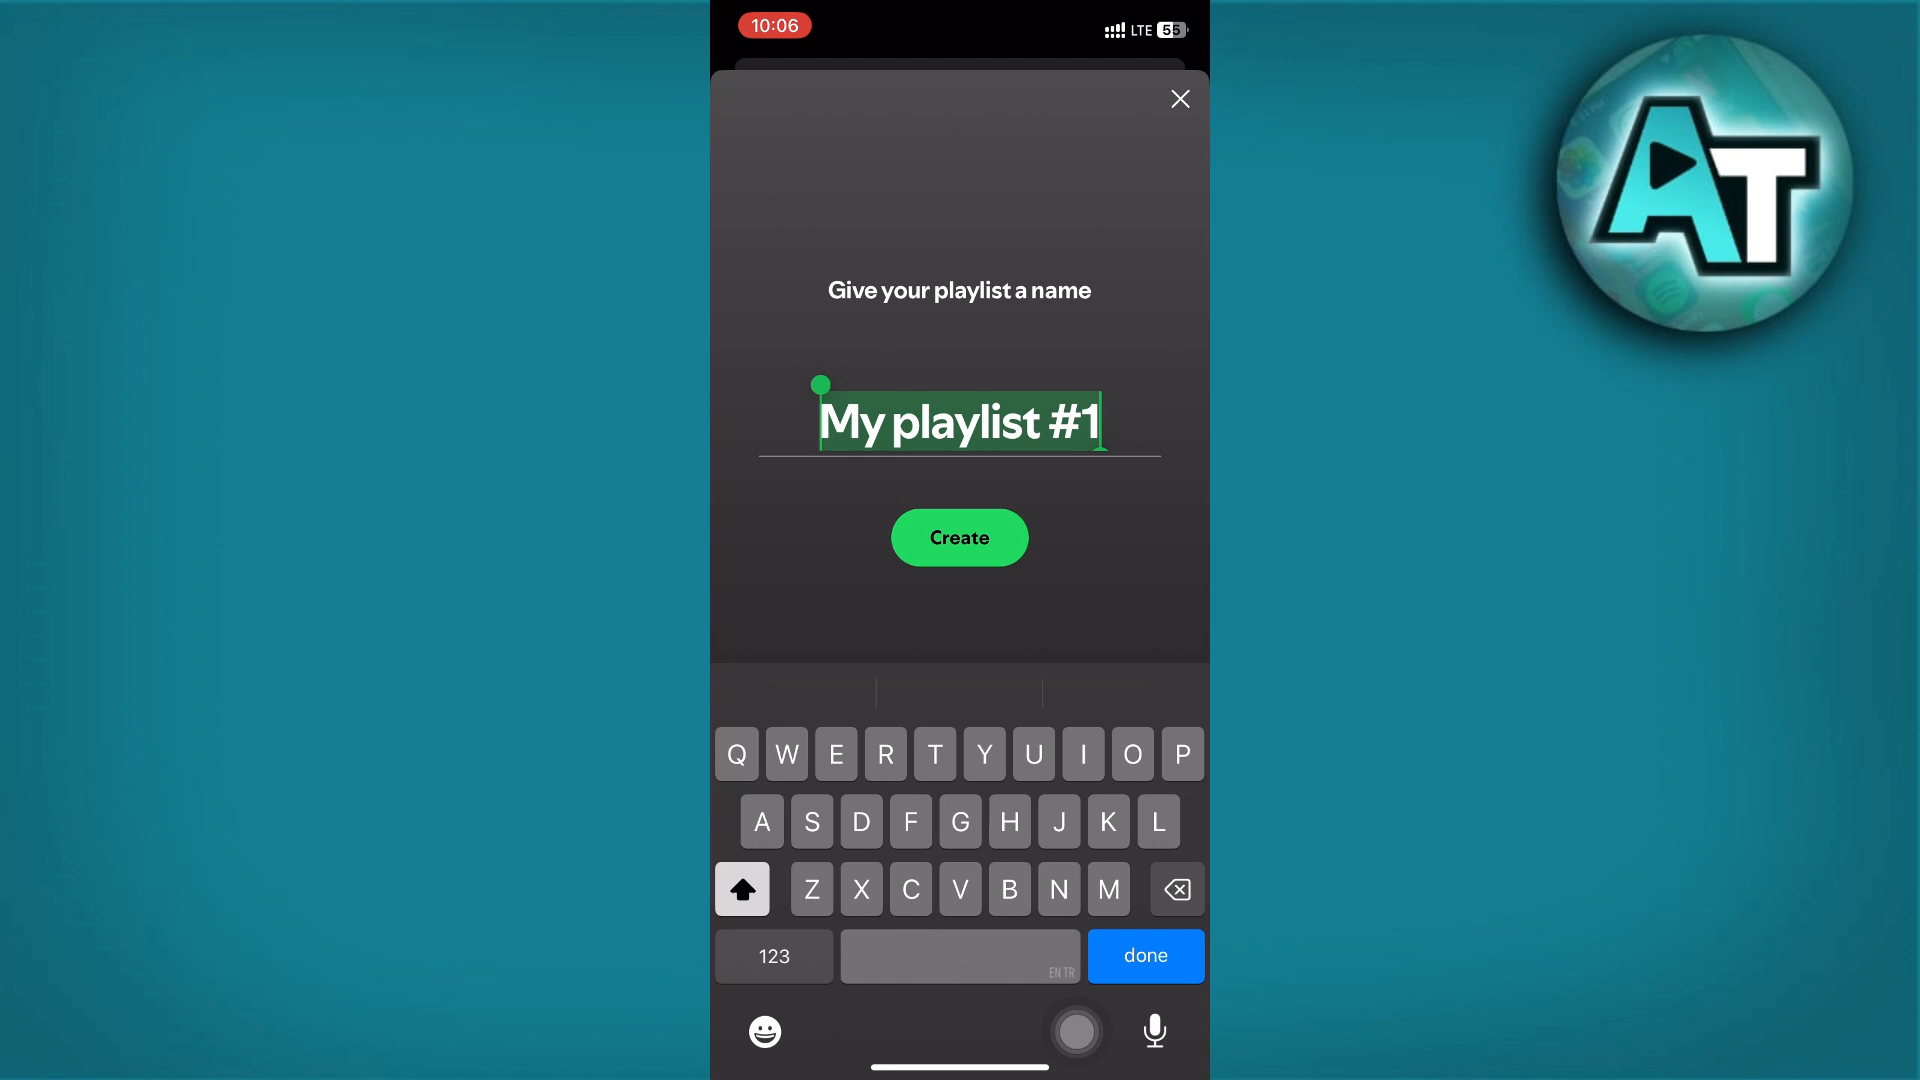 10:06
LTE 55
AT
Give your playlist a name
My playlist #1
Create
Q W E R T Y U I O P
A S D F G H J K L
Z X C V B N M
123
EN TR
done